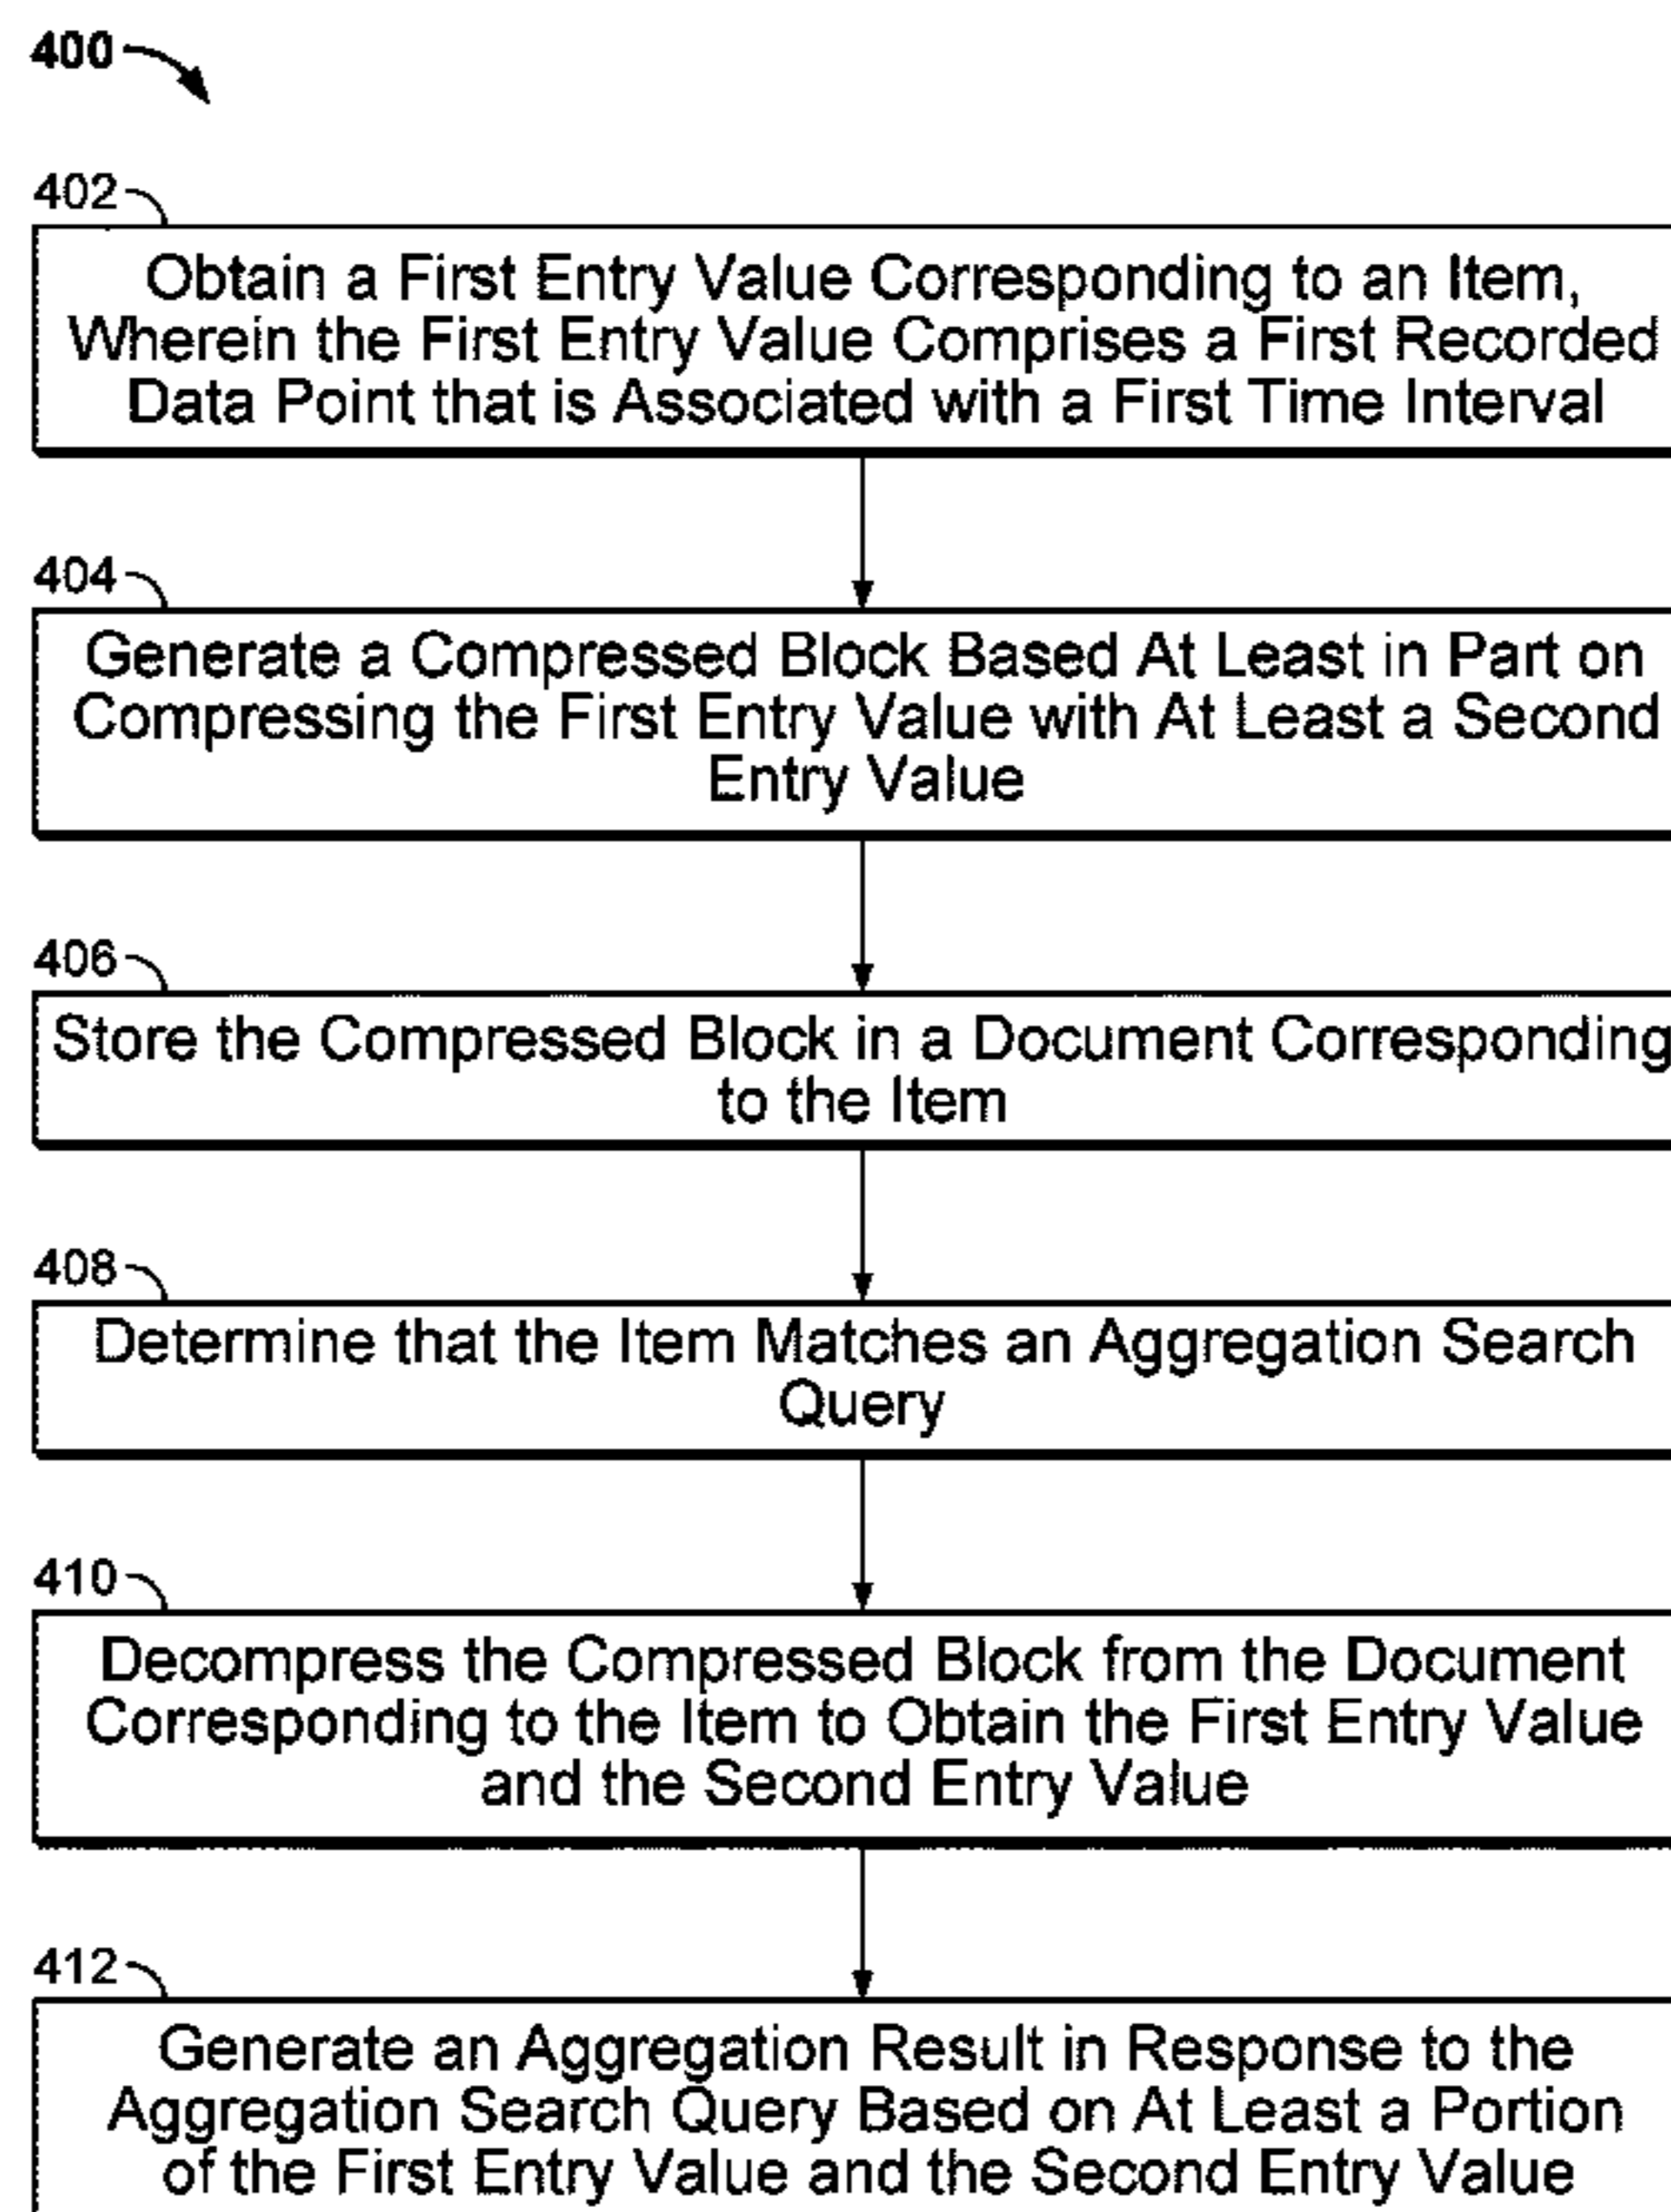 400
402
Obtain a First Entry Value Corresponding to an Item,
Wherein the First Entry Value Comprises a First Recorded
Data Point that is Associated with a First Time Interval
404
Generate a Compressed Block Based At Least in Part on
Compressing the First Entry Value with At Least a Second
Entry Value
406
Store the Compressed Block in a Document Corresponding
to the Item
408
Determine that the Item Matches an Aggregation Search
Query
410
Decompress the Compressed Block from the Document
Corresponding to the Item to Obtain the First Entry Value
and the Second Entry Value
412
Generate an Aggregation Result in Response to the
Aggregation Search Query Based on At Least a Portion
of the First Entry Value and the Second Entry Value